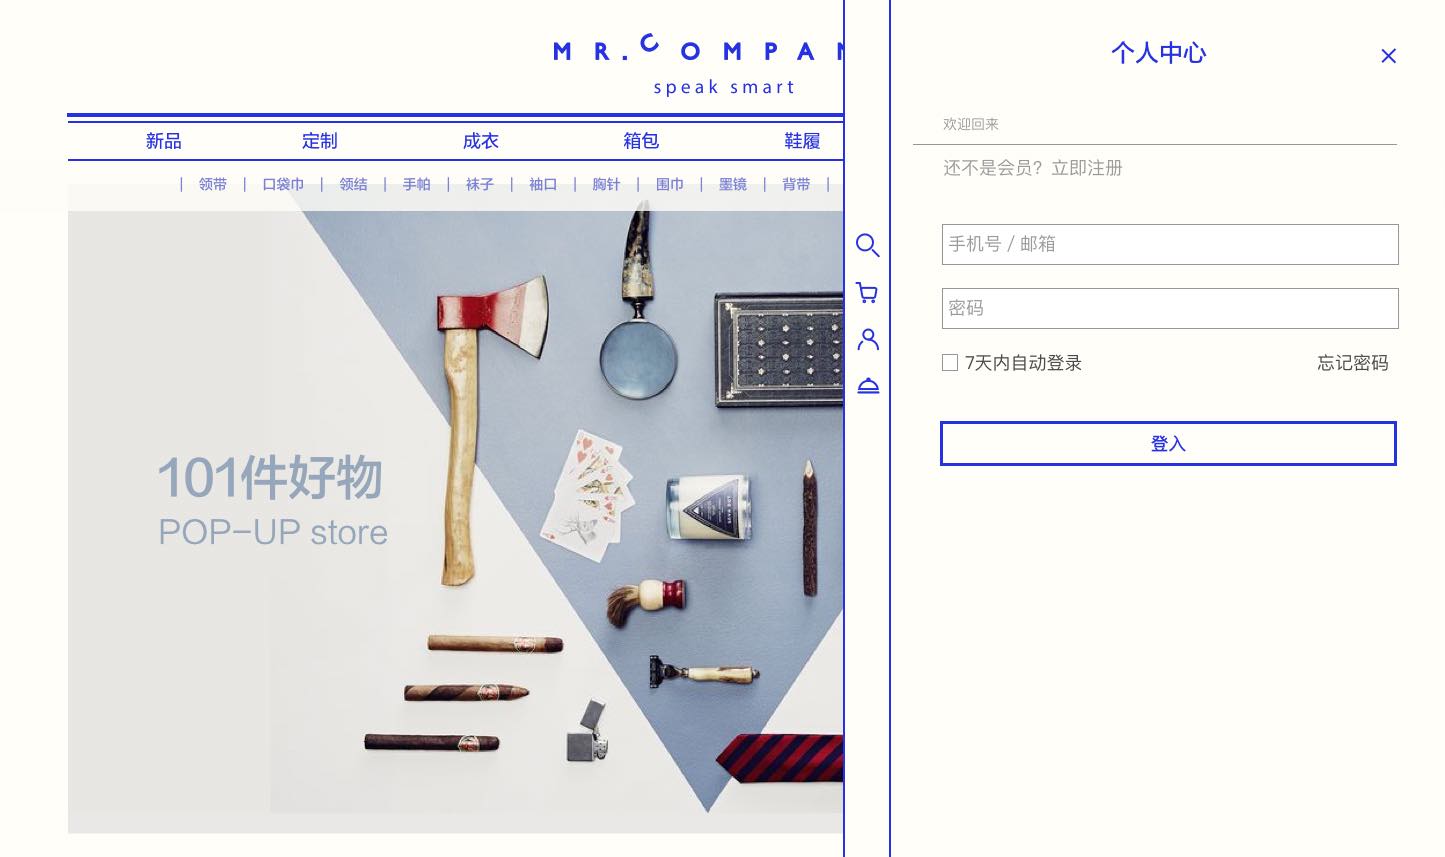 MR.COMPA
speak smart
新品 定制 成衣 箱包 鞋履
| 领带 | 口袋巾 | 领结 | 手帕 | 袜子 | 袖口 | 胸针 | 围巾 | 墨镜 | 背带 |
101件好物
POP-UP store
个人中心
欢迎回来
还不是会员？立即注册
手机号 / 邮箱
密码
7天内自动登录 忘记密码
登入